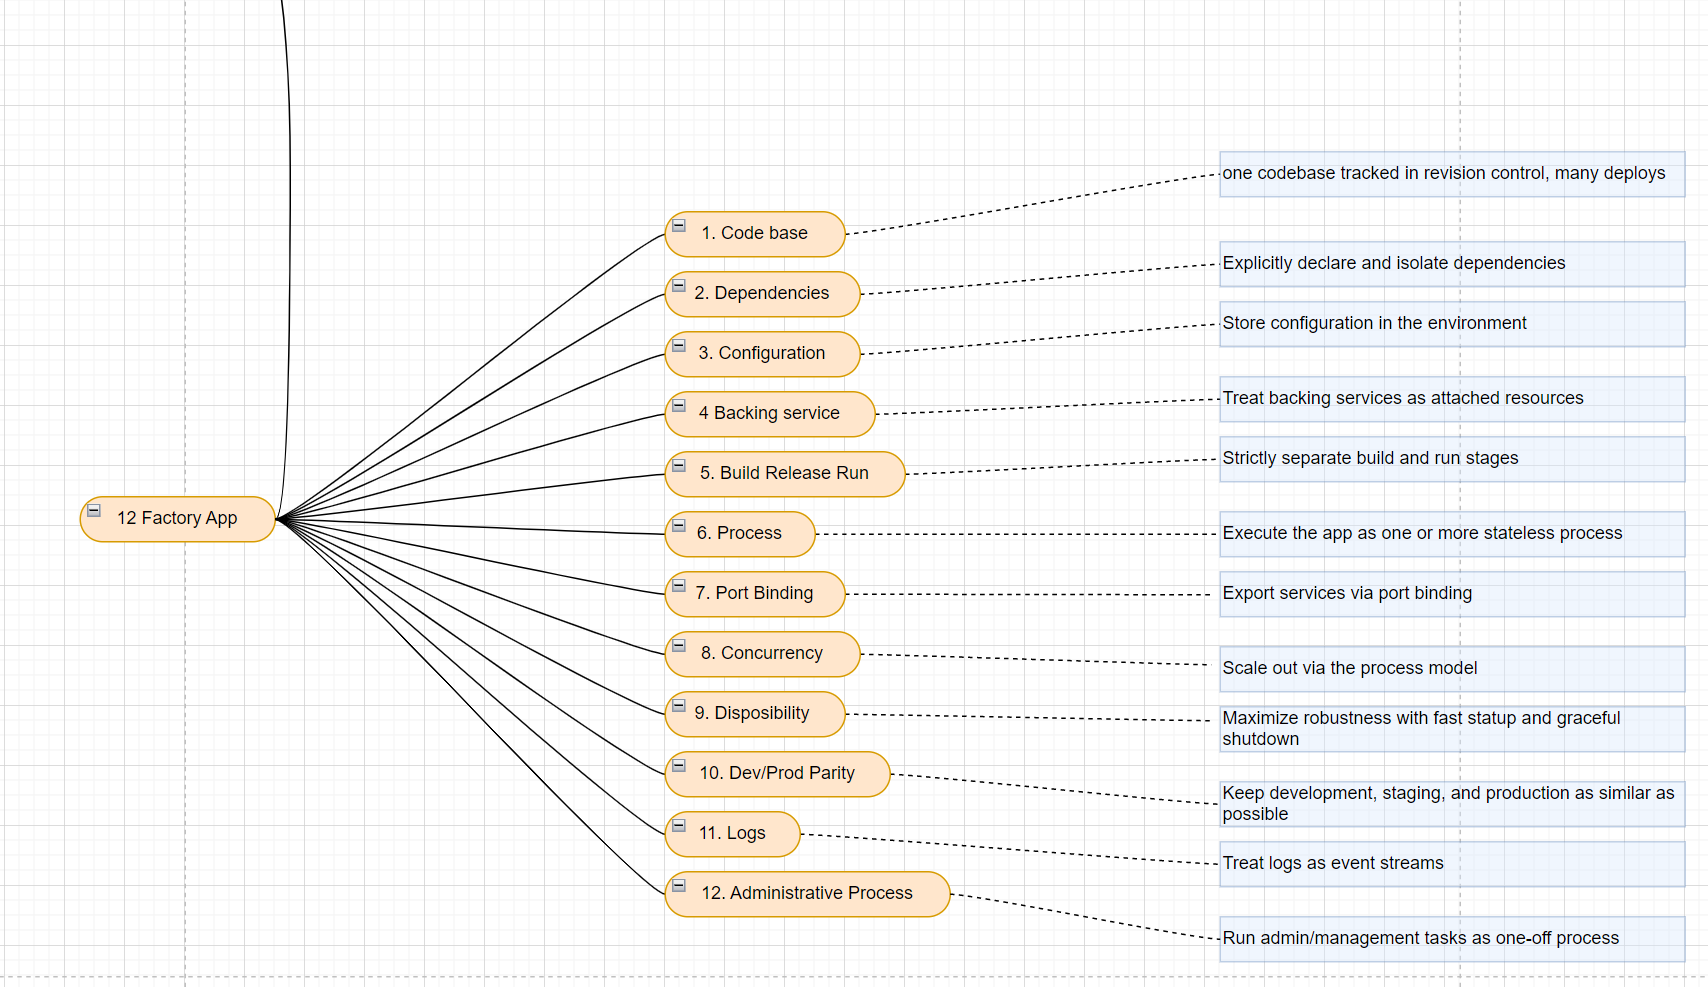 one codebase tracked in revision control, many deploys
1. Code base
Explicitly declare and isolate dependencies
2. Dependencies
Store configuration in the environment
3. Configuration
Treat backing services as attached resources
4 Backing service
Strictly separate build and run stages
5. Build Release Run
12 Factory App
6. Process
Execute the app as one or more stateless process
7. Port Binding
Export services via port binding
8. Concurrency
Scale out via the process model
9. Disposibility
Maximize robustness with fast statup and graceful
shutdown
10. Dev/Prod Parity
Keep development, staging, and production as similar as
possible
11. Logs
Treat logs as event streams
12. Administrative Process
Run admin/management tasks as one-off process